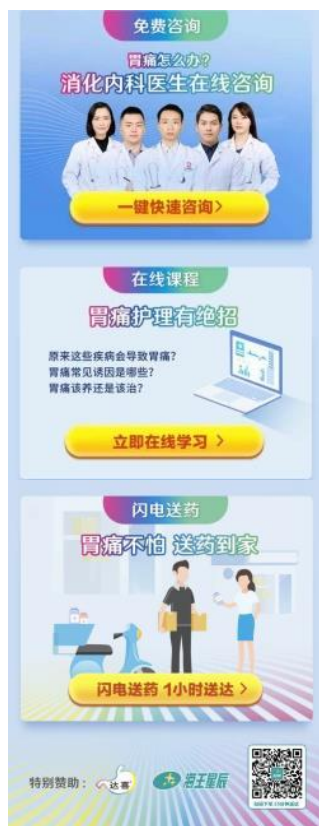 免费咨询
胃痛怎么办?
消化内科医生在线咨询
一键快速咨询>
在线课程
胃痛护理有绝招
原来这些疾病会导致胃痛?
胃痛常见诱因是哪些?
胃痛该养还是该治?
立即在线学习 >
闪电送药
胃痛不怕 送药到家
闪电送药 1小时送达 >
特别赞助: 达喜 海王星辰